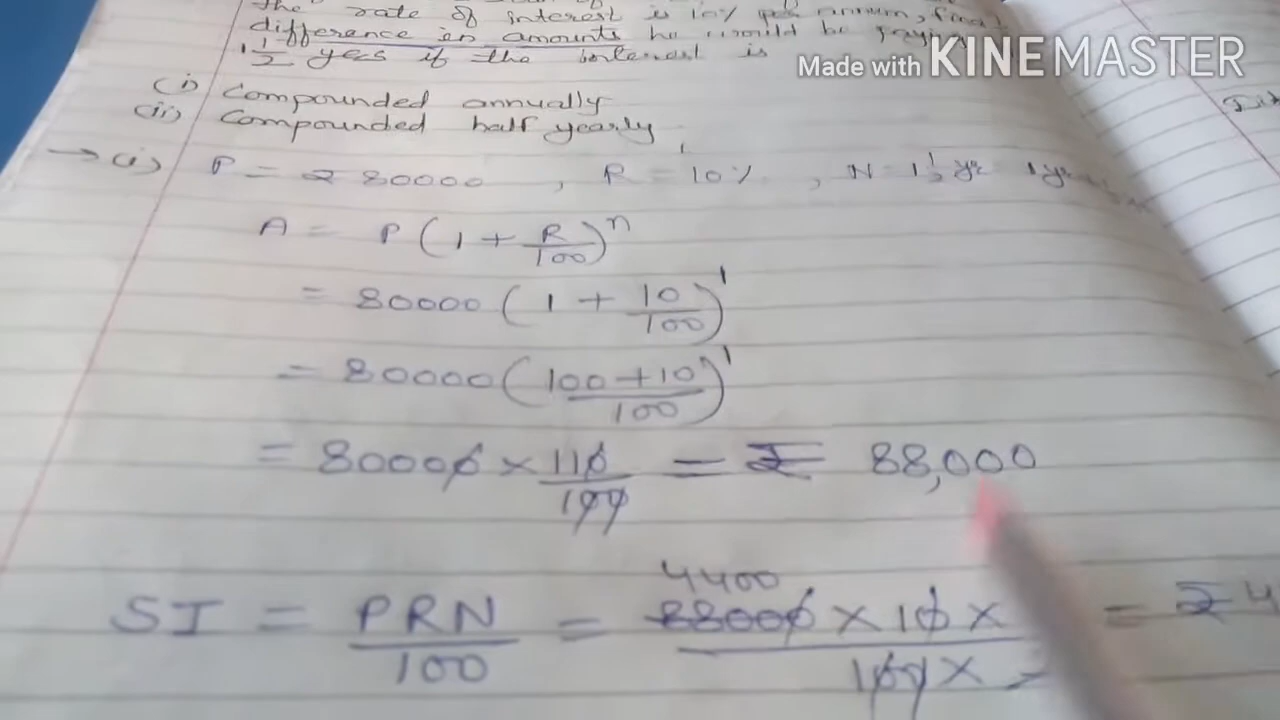 the rate of interest is 10% per annum, find
difference in amounts he would be paying
1 1/2 years if the interest is
Made with KINEMASTER
(i) Compounded annually
(ii) Compounded half yearly
→ (i) P = ₹ 80000 , R = 10% , N = 1 1/2 yr 1 yr
A = P ( 1 + R/100 )^n
= 80000 ( 1 + 10/100 )^1
= 80000 ( 100 + 10/100 )^1
= 80000 × 110/100 = ₹ 88,000
4400
SI = PRN/100 = 88000 × 10 × / 100 × = ₹ 4